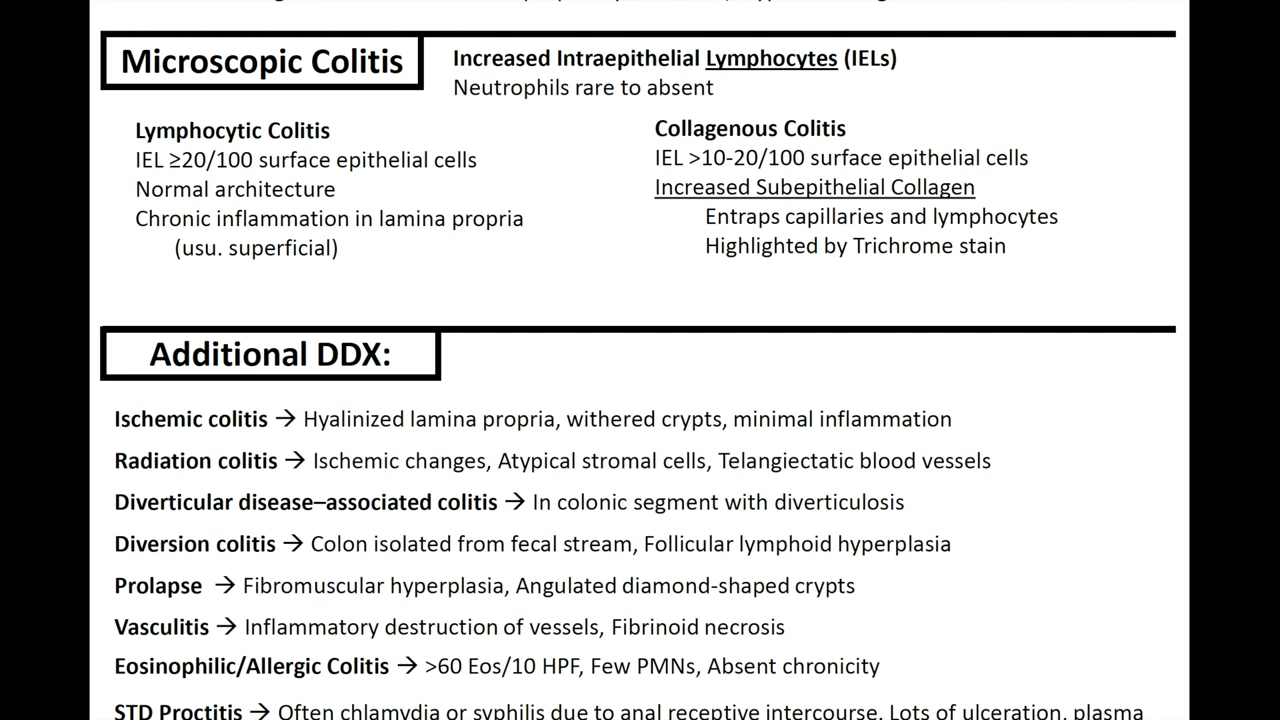 Microscopic Colitis
Increased Intraepithelial Lymphocytes (IELs)
Neutrophils rare to absent
Lymphocytic Colitis
IEL ≥20/100 surface epithelial cells
Normal architecture
Chronic inflammation in lamina propria
(usu. superficial)
Collagenous Colitis
IEL >10-20/100 surface epithelial cells
Increased Subepithelial Collagen
Entraps capillaries and lymphocytes
Highlighted by Trichrome stain
Additional DDX:
Ischemic colitis → Hyalinized lamina propria, withered crypts, minimal inflammation
Radiation colitis → Ischemic changes, Atypical stromal cells, Telangiectatic blood vessels
Diverticular disease–associated colitis → In colonic segment with diverticulosis
Diversion colitis → Colon isolated from fecal stream, Follicular lymphoid hyperplasia
Prolapse → Fibromuscular hyperplasia, Angulated diamond-shaped crypts
Vasculitis → Inflammatory destruction of vessels, Fibrinoid necrosis
Eosinophilic/Allergic Colitis → >60 Eos/10 HPF, Few PMNs, Absent chronicity
STD Proctitis → Often chlamydia or syphilis due to anal receptive intercourse. Lots of ulceration, plasma